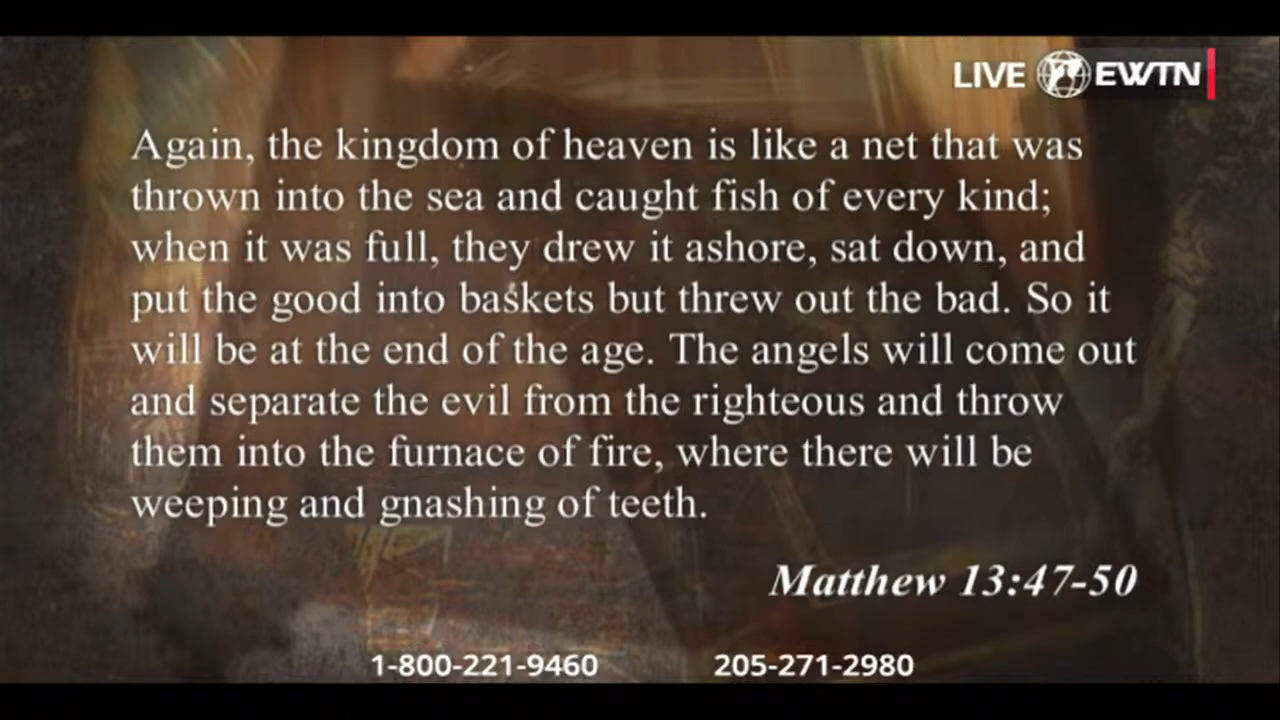 LIVE EWTN
Again, the kingdom of heaven is like a net that was
thrown into the sea and caught fish of every kind;
when it was full, they drew it ashore, sat down, and
put the good into baskets but threw out the bad. So it
will be at the end of the age. The angels will come out
and separate the evil from the righteous and throw
them into the furnace of fire, where there will be
weeping and gnashing of teeth.
Matthew 13:47-50
1-800-221-9460 205-271-2980